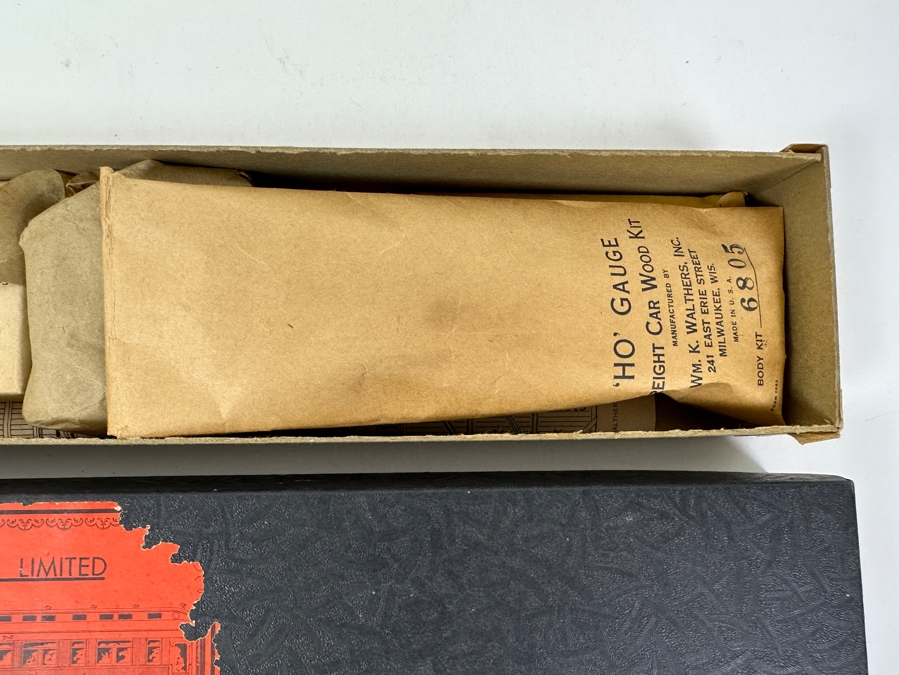 'HO' GAUGE
REIGHT CAR WOOD KIT
MANUFACTURED BY
WM. K. WALTHERS, INC.
241 EAST ERIE STREET
MILWAUKEE, WIS.
MADE IN U. S. A.
BODY KIT 6805
LIMITED